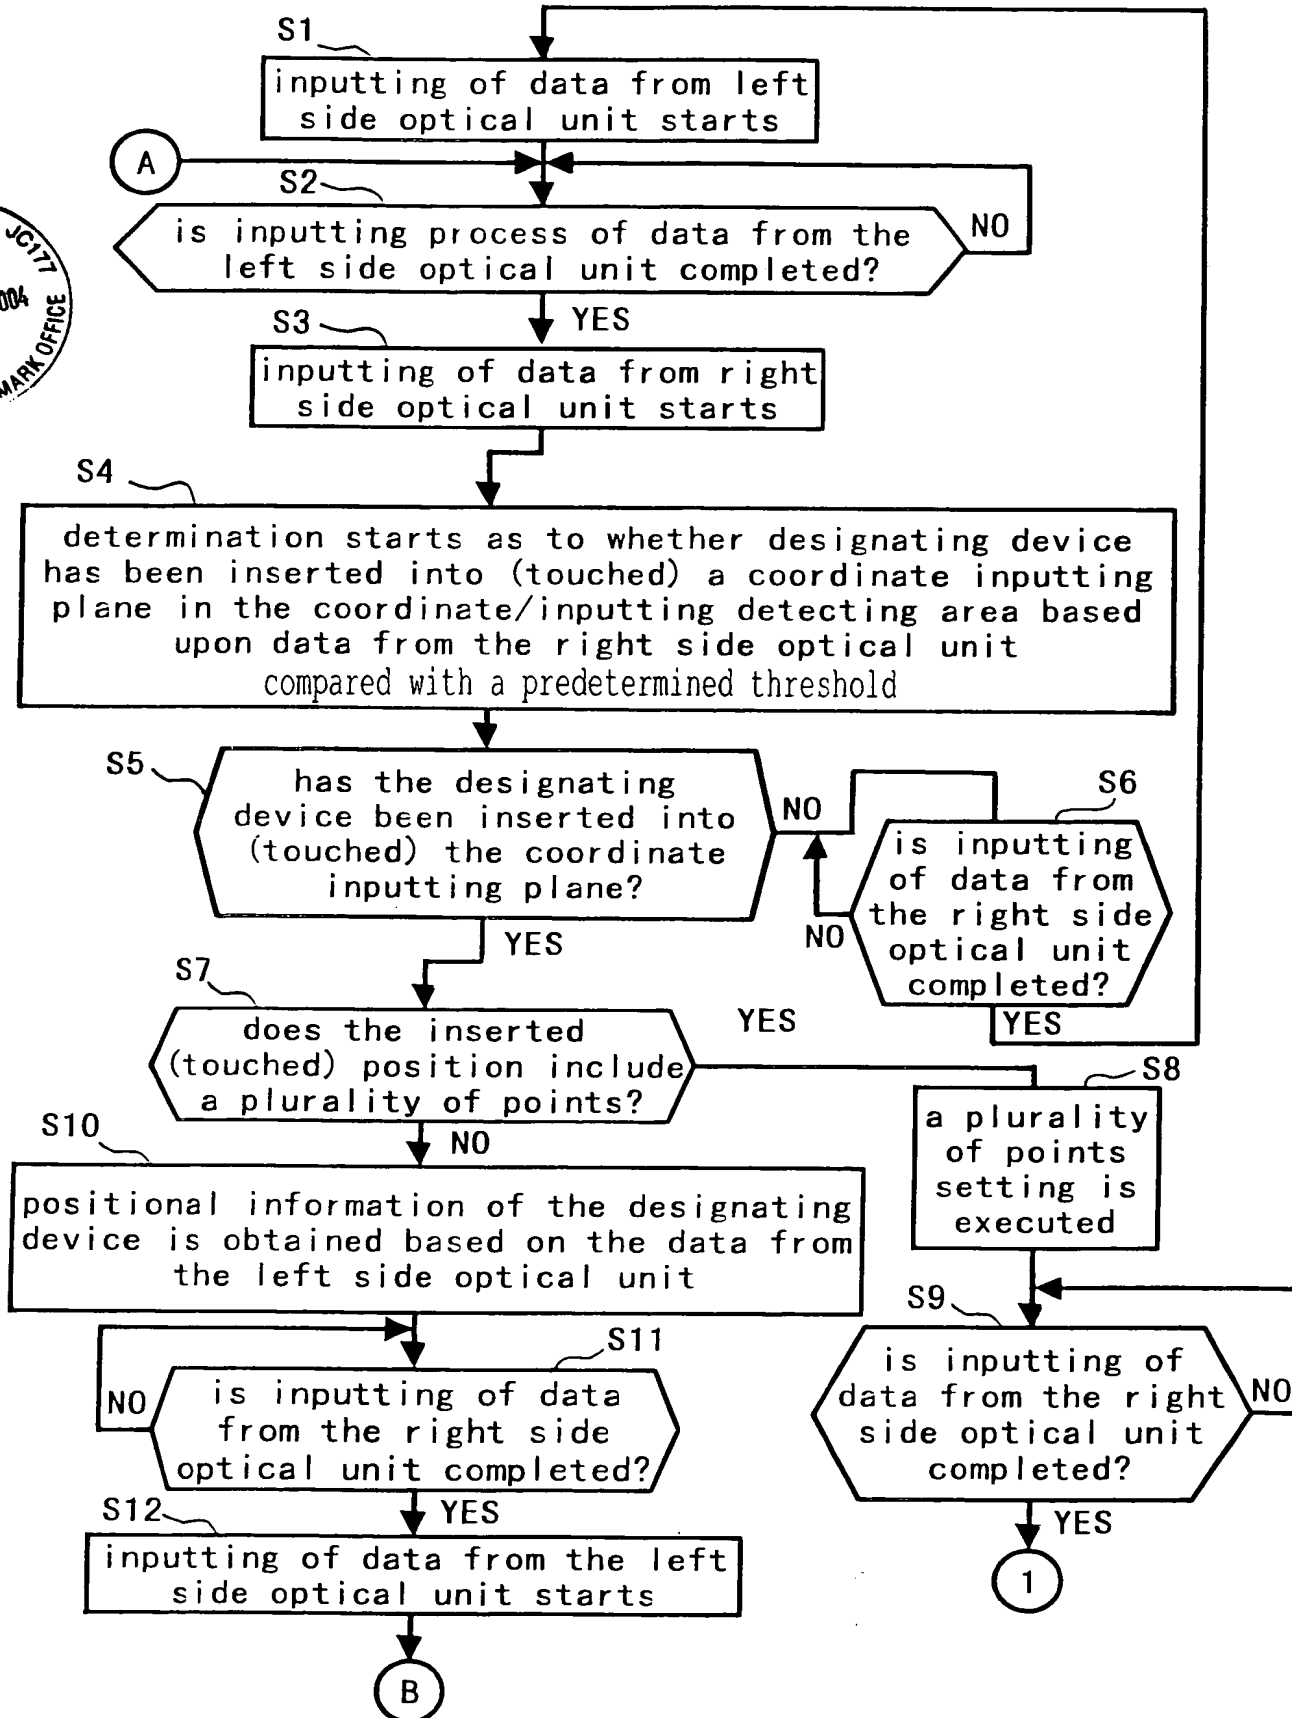 S1
inputting of data from left
side optical unit starts
A
S2
is inputting process of data from the
left side optical unit completed?
NO
JC177
004
MARK OFFICE
YES
S3
inputting of data from right
side optical unit starts
S4
determination starts as to whether designating device
has been inserted into (touched) a coordinate inputting
plane in the coordinate/inputting detecting area based
upon data from the right side optical unit
compared with a predetermined threshold
S5
has the designating
device been inserted into
(touched) the coordinate
inputting plane?
NO
S6
is inputting
of data from
the right side
optical unit
completed?
NO
YES
YES
S7
does the inserted
(touched) position include
a plurality of points?
YES
NO
S8
a plurality
of points
setting is
executed
S10
positional information of the designating
device is obtained based on the data from
the left side optical unit
S9
is inputting of
data from the right
side optical unit
completed?
NO
YES
1
S11
is inputting of data
from the right side
optical unit completed?
NO
YES
S12
inputting of data from the left
side optical unit starts
B